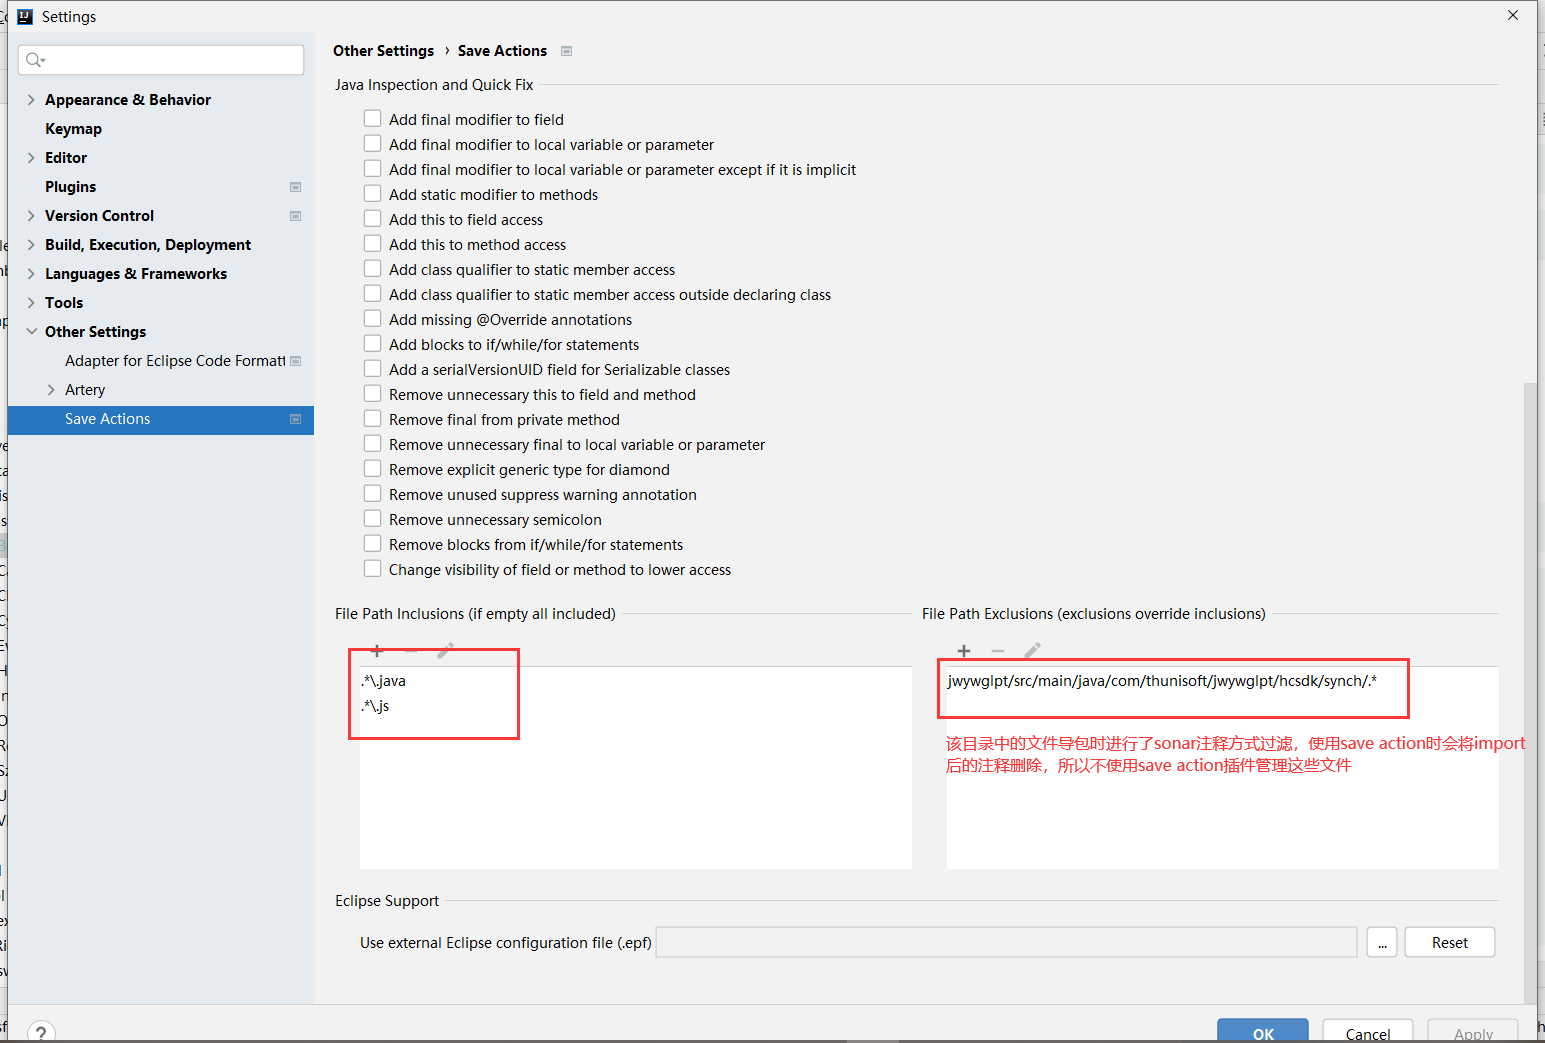 Settings
Other Settings › Save Actions
Java Inspection and Quick Fix
Appearance & Behavior
Keymap
Editor
Plugins
Version Control
Build, Execution, Deployment
Languages & Frameworks
Tools
Other Settings
Adapter for Eclipse Code Formatt
Artery
Save Actions
Add final modifier to field
Add final modifier to local variable or parameter
Add final modifier to local variable or parameter except if it is implicit
Add static modifier to methods
Add this to field access
Add this to method access
Add class qualifier to static member access
Add class qualifier to static member access outside declaring class
Add missing @Override annotations
Add blocks to if/while/for statements
Add a serialVersionUID field for Serializable classes
Remove unnecessary this to field and method
Remove final from private method
Remove unnecessary final to local variable or parameter
Remove explicit generic type for diamond
Remove unused suppress warning annotation
Remove unnecessary semicolon
Remove blocks from if/while/for statements
Change visibility of field or method to lower access
File Path Inclusions (if empty all included)
.*\.java
.*\.js
File Path Exclusions (exclusions override inclusions)
jwywglpt/src/main/java/com/thunisoft/jwywglpt/hcsdk/synch/.*
该目录中的文件导包时进行了sonar注释方式过滤，使用save action时会将import
后的注释删除，所以不使用save action插件管理这些文件
Eclipse Support
Use external Eclipse configuration file (.epf)
...
Reset
?
OK
Cancel
Apply